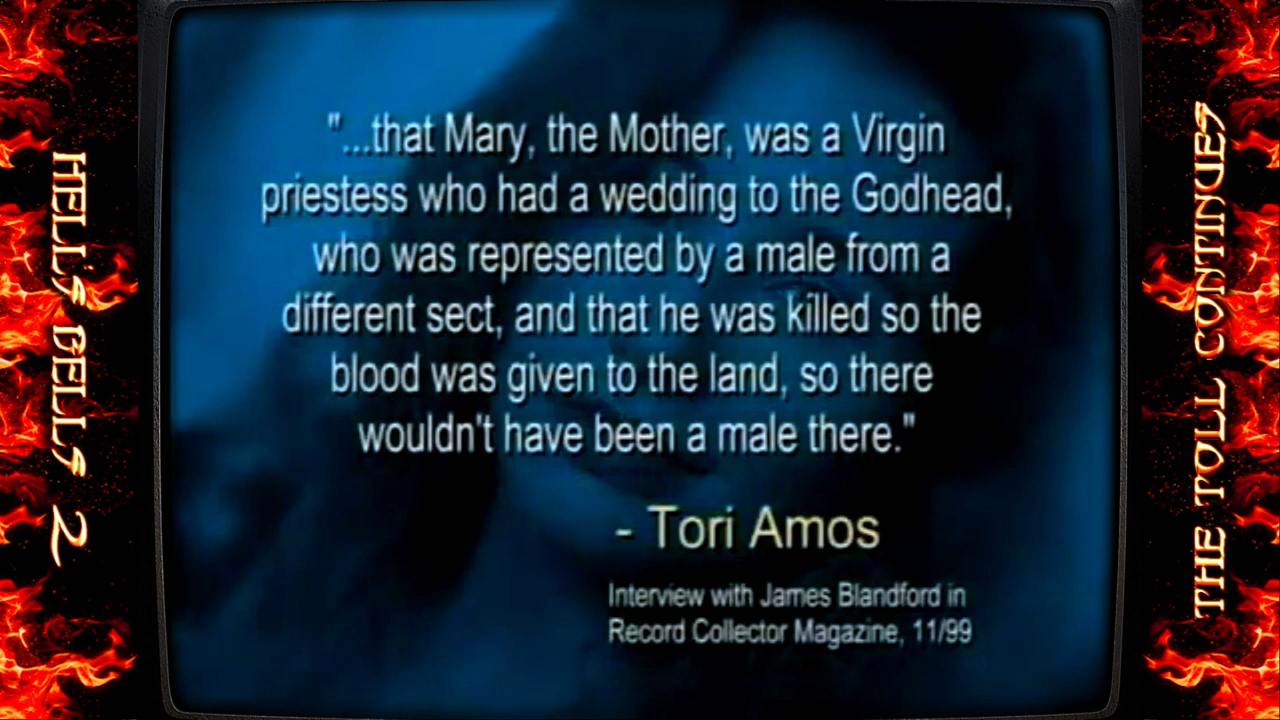 HELL'S BELLS 2
"...that Mary, the Mother, was a Virgin
priestess who had a wedding to the Godhead,
who was represented by a male from a
different sect, and that he was killed so the
blood was given to the land, so there
wouldn't have been a male there."
- Tori Amos
Interview with James Blandford in
Record Collector Magazine, 11/99
THE TOLL CONTINUES